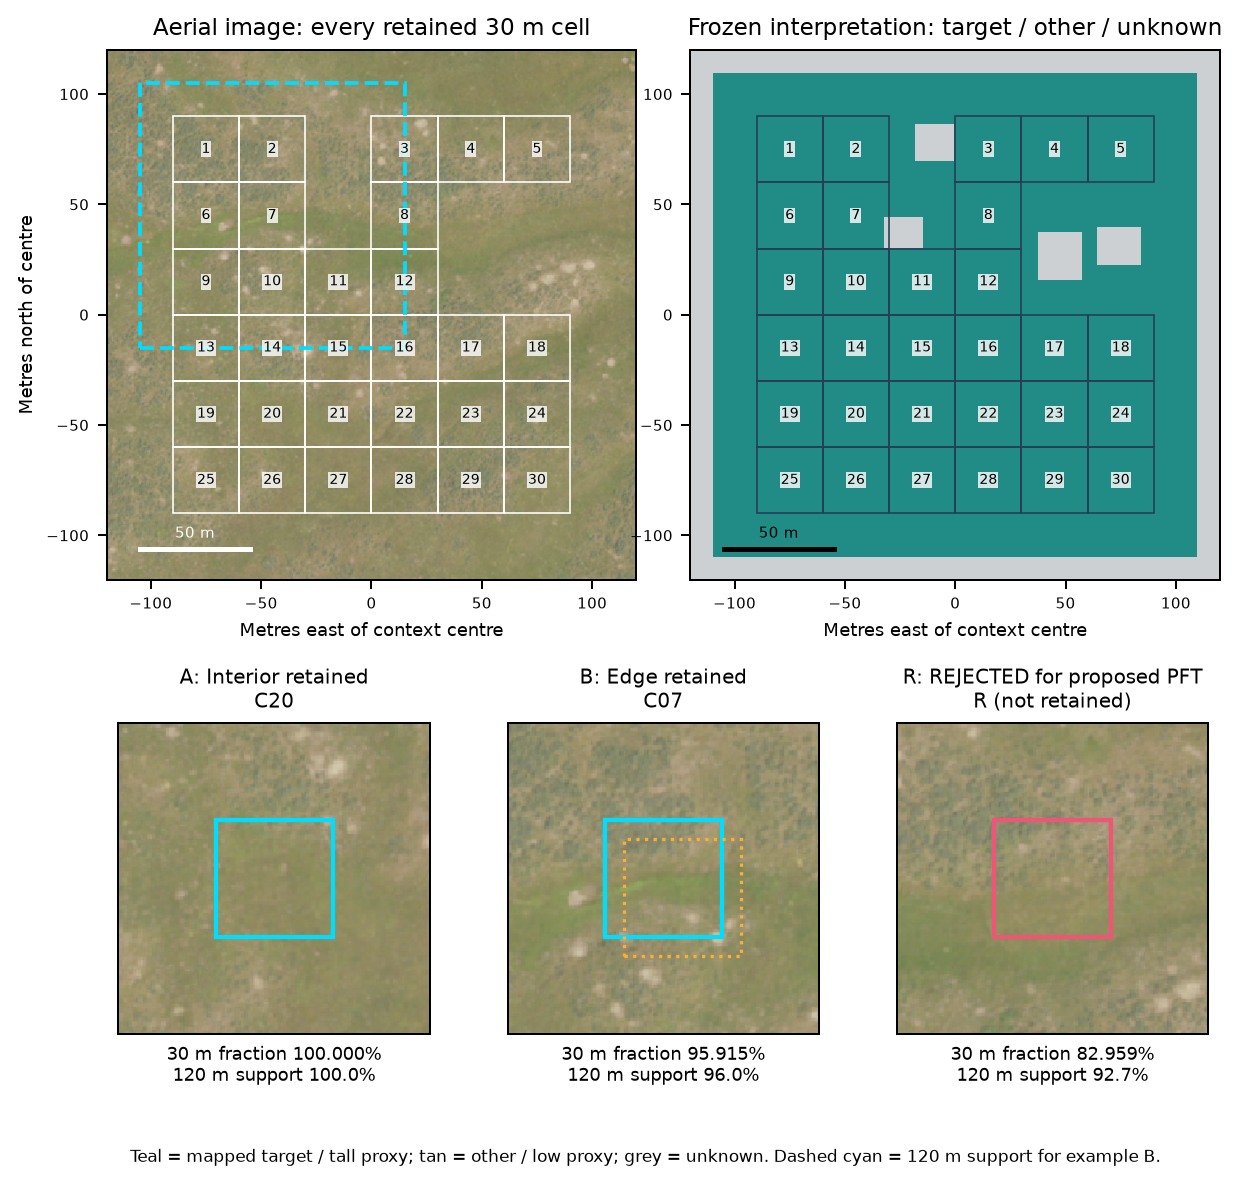 Aerial image: every retained 30 m cell
Frozen interpretation: target / other / unknown
Metres north of centre
100
50
0
−50
−100
1 2 3 4 5
6 7 8
9 10 11 12
13 14 15 16 17 18
19 20 21 22 23 24
25 26 27 28 29 30
50 m
−100 −50 0 50 100
Metres east of context centre
100
50
0
−50
−100
1 2 3 4 5
6 7 8
9 10 11 12
13 14 15 16 17 18
19 20 21 22 23 24
25 26 27 28 29 30
50 m
−100 −50 0 50 100
Metres east of context centre
A: Interior retained
C20
30 m fraction 100.000%
120 m support 100.0%
B: Edge retained
C07
30 m fraction 95.915%
120 m support 96.0%
R: REJECTED for proposed PFT
R (not retained)
30 m fraction 82.959%
120 m support 92.7%
Teal = mapped target / tall proxy; tan = other / low proxy; grey = unknown. Dashed cyan = 120 m support for example B.